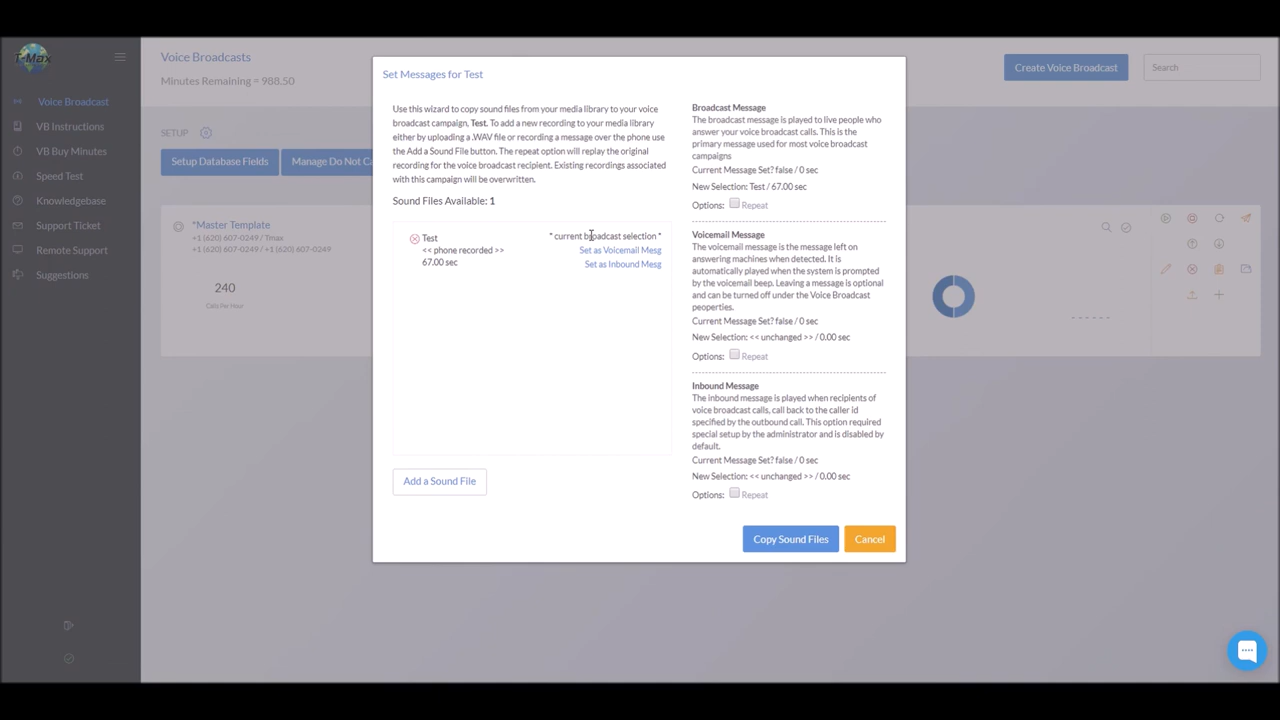 T-Max
Voice Broadcast
VB Instructions
VB Buy Minutes
Speed Test
Knowledgebase
Support Ticket
Remote Support
Suggestions
Voice Broadcasts
Minutes Remaining = 988.50
Create Voice Broadcast
Search
SETUP
Setup Database Fields
Manage Do Not Ca
*Master Template
+1 (620) 607-0249 / Tmax
+1 (620) 607-0249 / +1 (620) 607-0249
240
Calls Per Hour
Set Messages for Test
Use this wizard to copy sound files from your media library to your voice
broadcast campaign, Test. To add a new recording to your media library
either by uploading a .WAV file or recording a message over the phone use
the Add a Sound File button. The repeat option will replay the original
recording for the voice broadcast recipient. Existing recordings associated
with this campaign will be overwritten.
Sound Files Available: 1
Test
<< phone recorded >>
67.00 sec
* current broadcast selection *
Set as Voicemail Mesg
Set as Inbound Mesg
Add a Sound File
Broadcast Message
The broadcast message is played to live people who
answer your voice broadcast calls. This is the
primary message used for most voice broadcast
campaigns
Current Message Set? false / 0 sec
New Selection: Test / 67.00 sec
Options: Repeat
Voicemail Message
The voicemail message is the message left on
answering machines when detected. It is
automatically played when the system is prompted
by the voicemail beep. Leaving a message is optional
and can be turned off under the Voice Broadcast
peoperties.
Current Message Set? false / 0 sec
New Selection: << unchanged >> / 0.00 sec
Options: Repeat
Inbound Message
The inbound message is played when recipients of
voice broadcast calls, call back to the caller id
specified by the outbound call. This option required
special setup by the administrator and is disabled by
default.
Current Message Set? false / 0 sec
New Selection: << unchanged >> / 0.00 sec
Options: Repeat
Copy Sound Files
Cancel